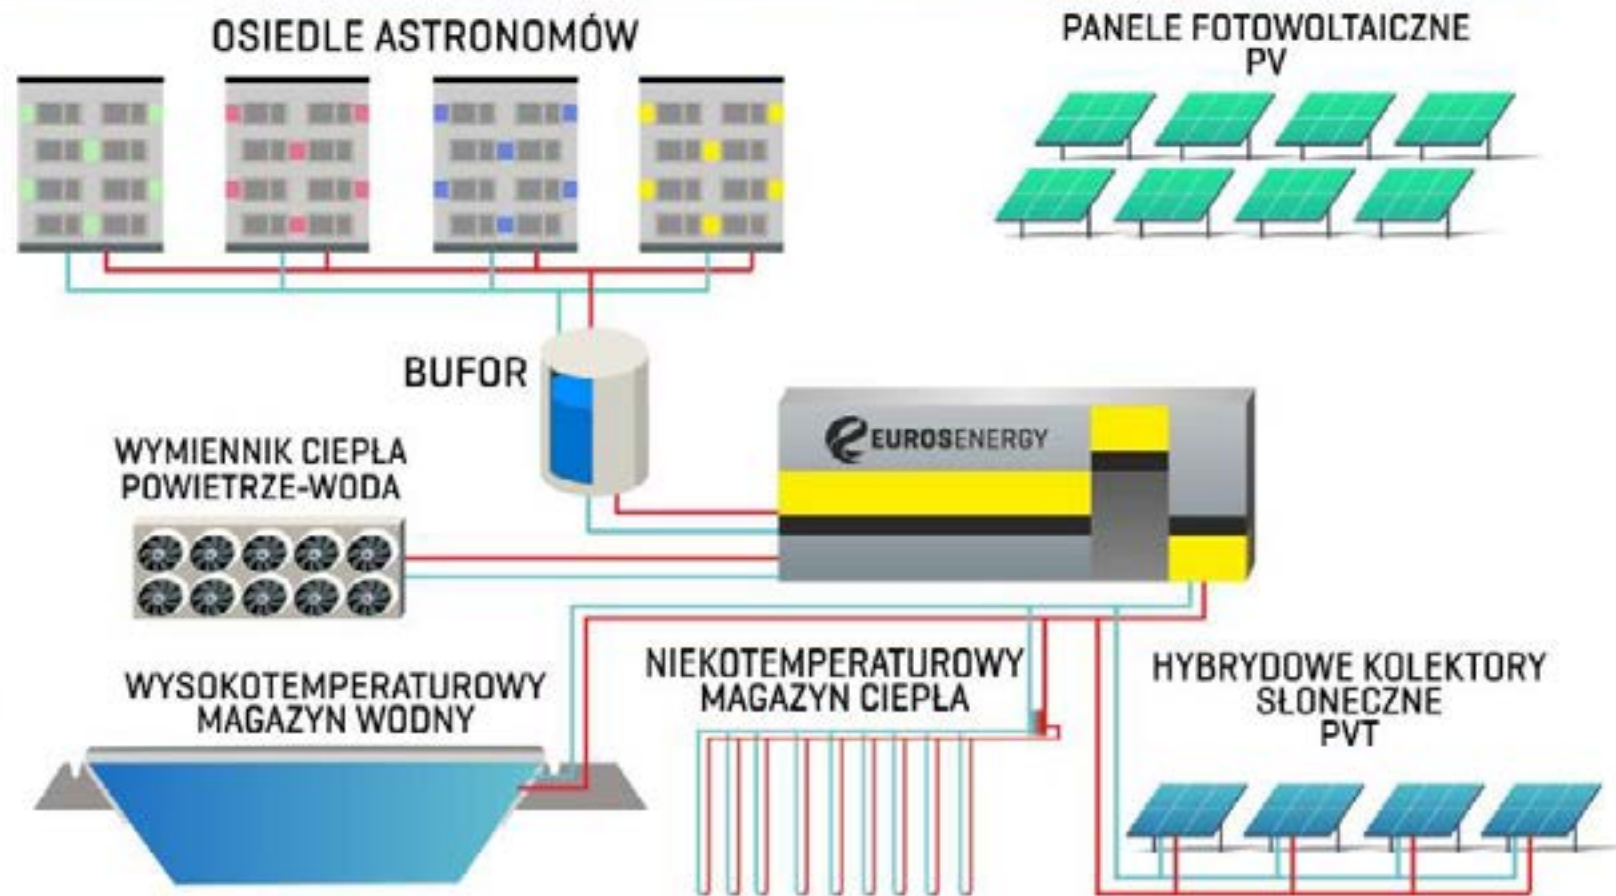 OSIEDLE ASTRONOMÓW
PANELE FOTOWOLTAICZNE
PV
BUFOR
EUROSENERGY
WYMIENNIK CIEPŁA
POWIETRZE-WODA
WYSOKOTEMPERATUROWY
MAGAZYN WODNY
NIEKOTEMPERATUROWY
MAGAZYN CIEPŁA
HYBRYDOWE KOLEKTORY
SŁONECZNE
PVT